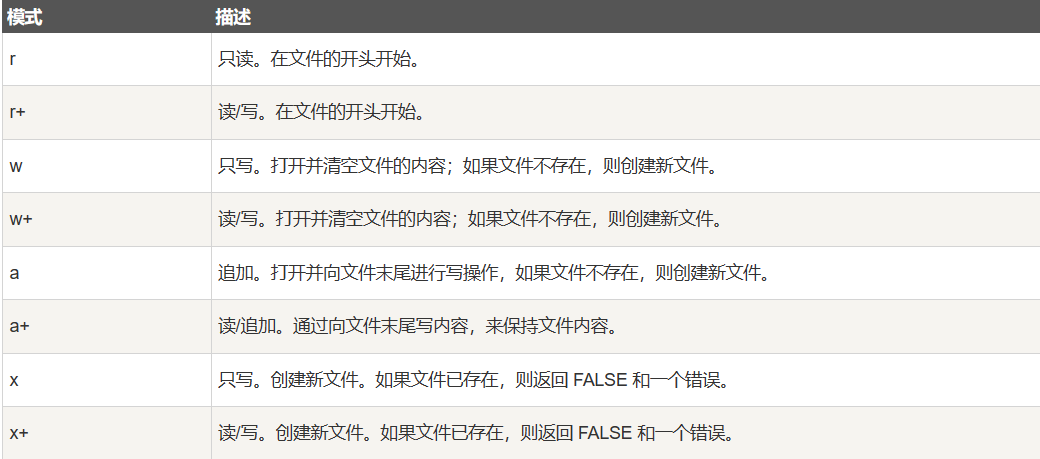 模式 描述
r 只读。在文件的开头开始。
r+ 读/写。在文件的开头开始。
w 只写。打开并清空文件的内容；如果文件不存在，则创建新文件。
w+ 读/写。打开并清空文件的内容；如果文件不存在，则创建新文件。
a 追加。打开并向文件末尾进行写操作，如果文件不存在，则创建新文件。
a+ 读/追加。通过向文件末尾写内容，来保持文件内容。
x 只写。创建新文件。如果文件已存在，则返回 FALSE 和一个错误。
x+ 读/写。创建新文件。如果文件已存在，则返回 FALSE 和一个错误。